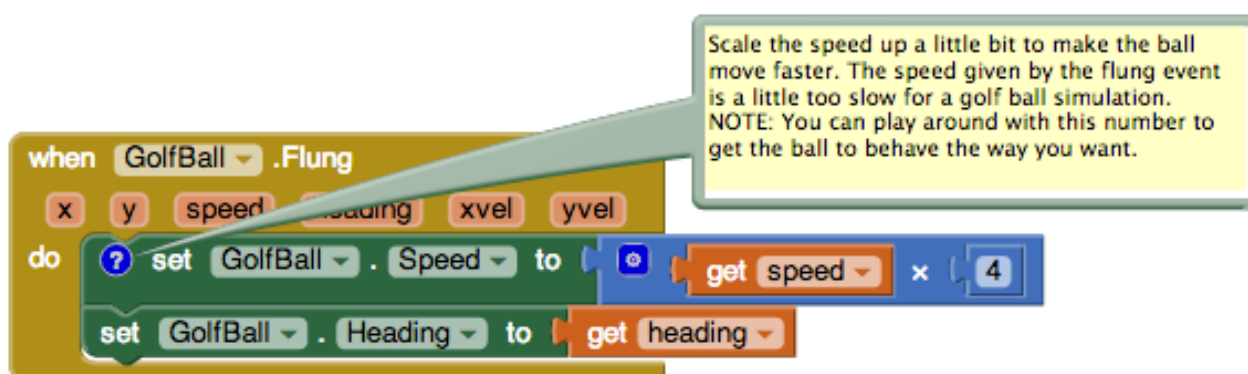 Scale the speed up a little bit to make the ball
move faster. The speed given by the flung event
is a little too slow for a golf ball simulation.
NOTE: You can play around with this number to
get the ball to behave the way you want.
when GolfBall .Flung
x y speed heading xvel yvel
do ? set GolfBall . Speed to get speed × 4
set GolfBall . Heading to get heading